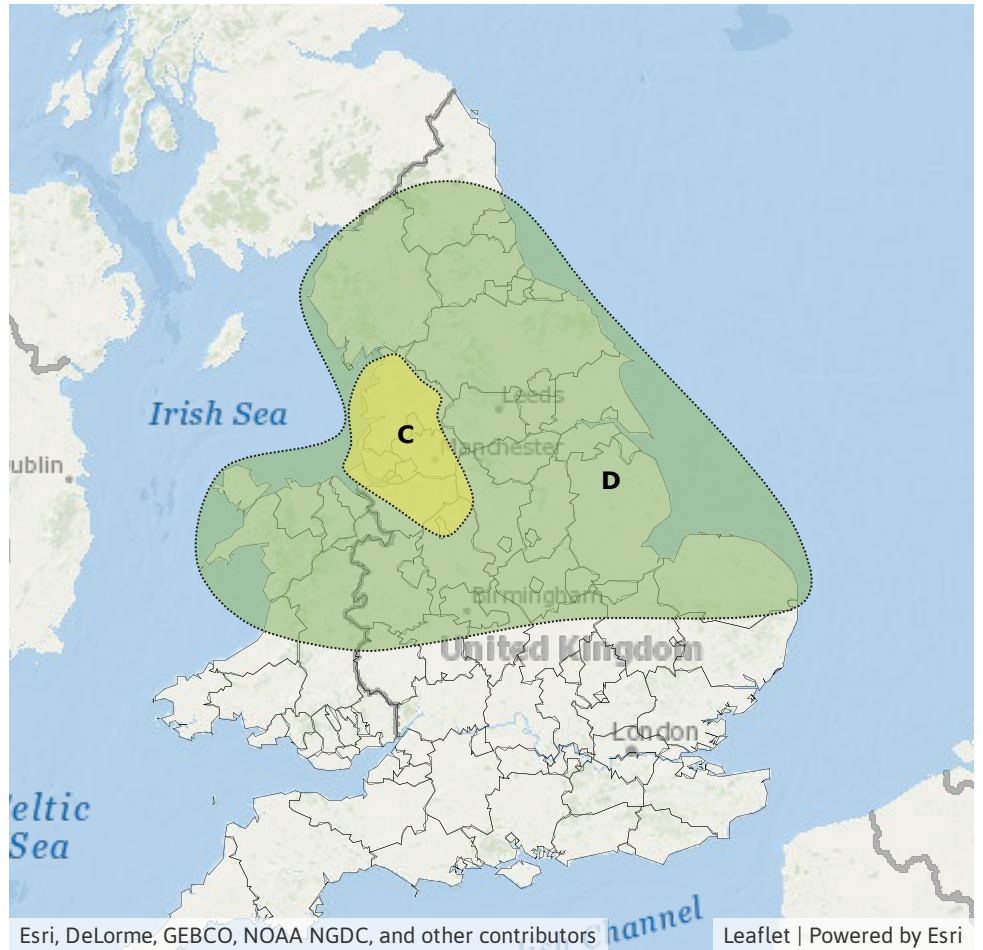 Leeds
Irish Sea
C
Manchester
ublin
D
Birmingham
United Kingdom
London
eltic
Sea
hannel
Esri, DeLorme, GEBCO, NOAA NGDC, and other contributors
Leaflet | Powered by Esri